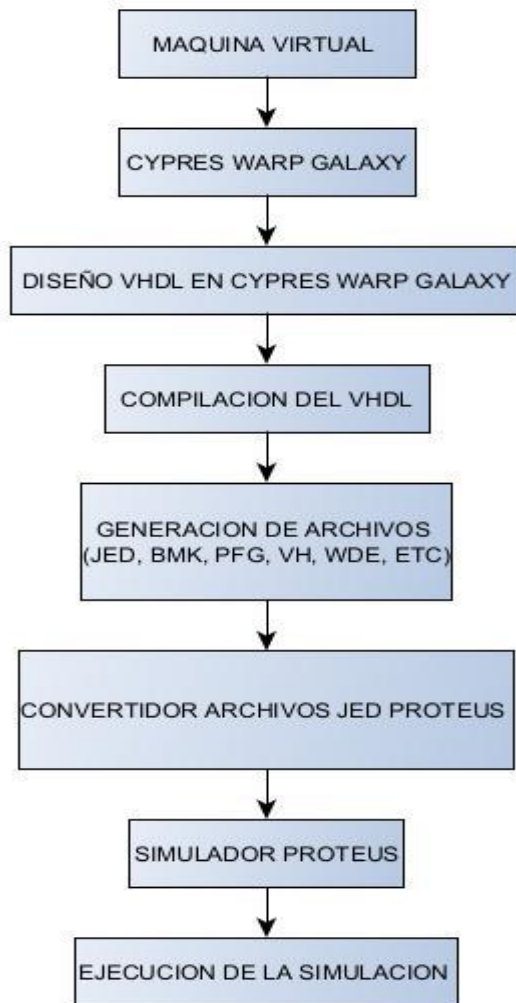 MAQUINA VIRTUAL
CYPRES WARP GALAXY
DISEÑO VHDL EN CYPRES WARP GALAXY
COMPILACION DEL VHDL
GENERACION DE ARCHIVOS
(JED, BMK, PFG, VH, WDE, ETC)
CONVERTIDOR ARCHIVOS JED PROTEUS
SIMULADOR PROTEUS
EJECUCION DE LA SIMULACION